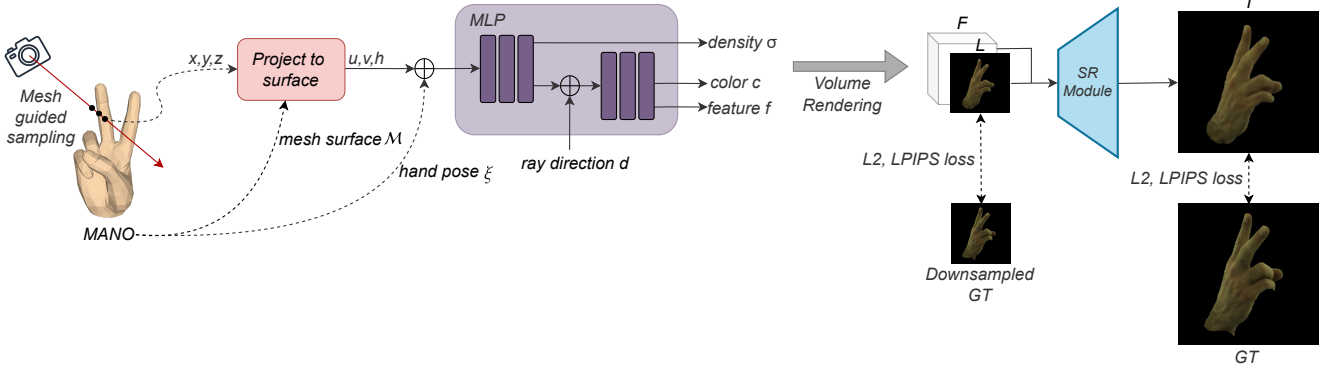 Mesh
guided
sampling
x,y,z
Project to
surface
u,v,h
mesh surface M
hand pose ξ
MANO
MLP
density σ
color c
feature f
ray direction d
Volume
Rendering
F
L
L2, LPIPS loss
Downsampled
GT
SR
Module
L2, LPIPS loss
GT